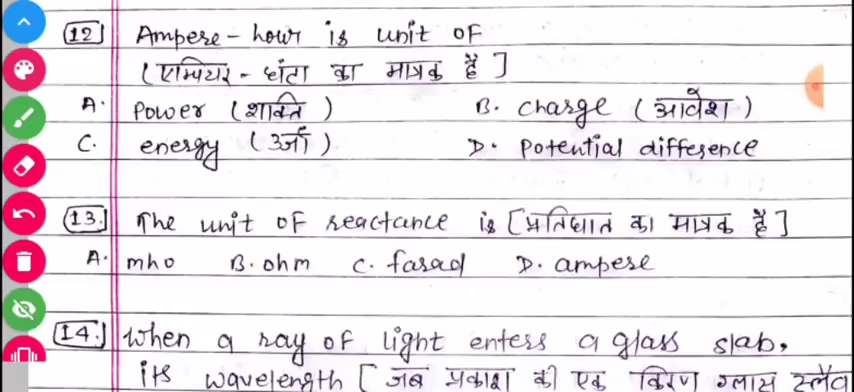 12 Ampere-hour is unit of
[एम्पियर-घंटा का मात्रक है]
A. Power (शक्ति) B. charge (आवेश)
C. energy (उर्जा) D. Potential difference
13. The unit of reactance is [प्रतिघात का मात्रक है]
A. mho B. ohm C. farad D. ampere
14. When a ray of light enters a glass slab,
its wavelength [जब प्रकाश की एक किरण ग्लास स्लैब